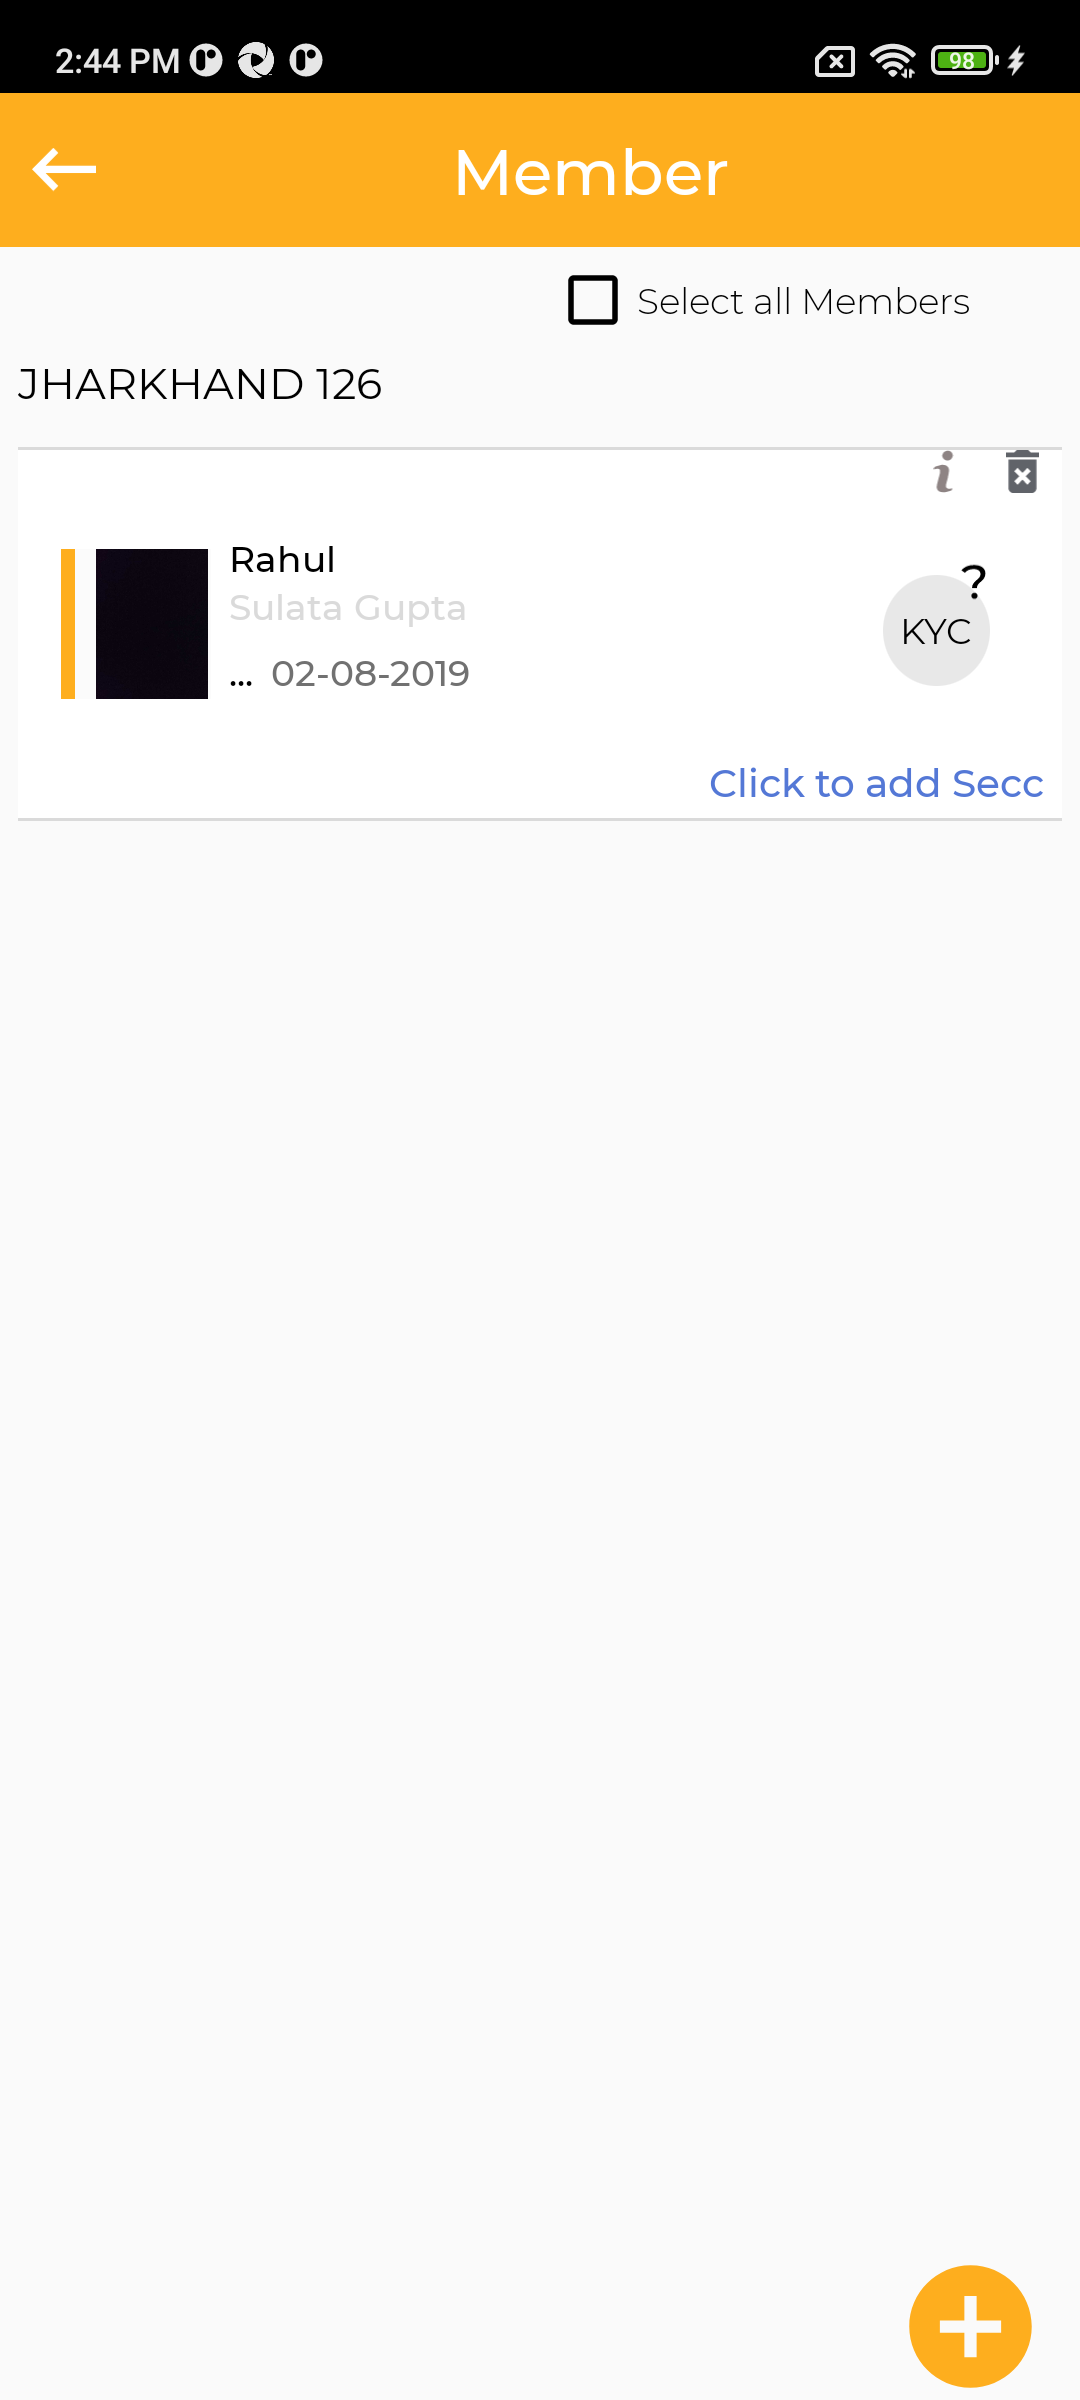 2:44 PM 98
Member
Select all Members
JHARKHAND 126
Rahul
Sulata Gupta
?
KYC
... 02-08-2019
Click to add Secc